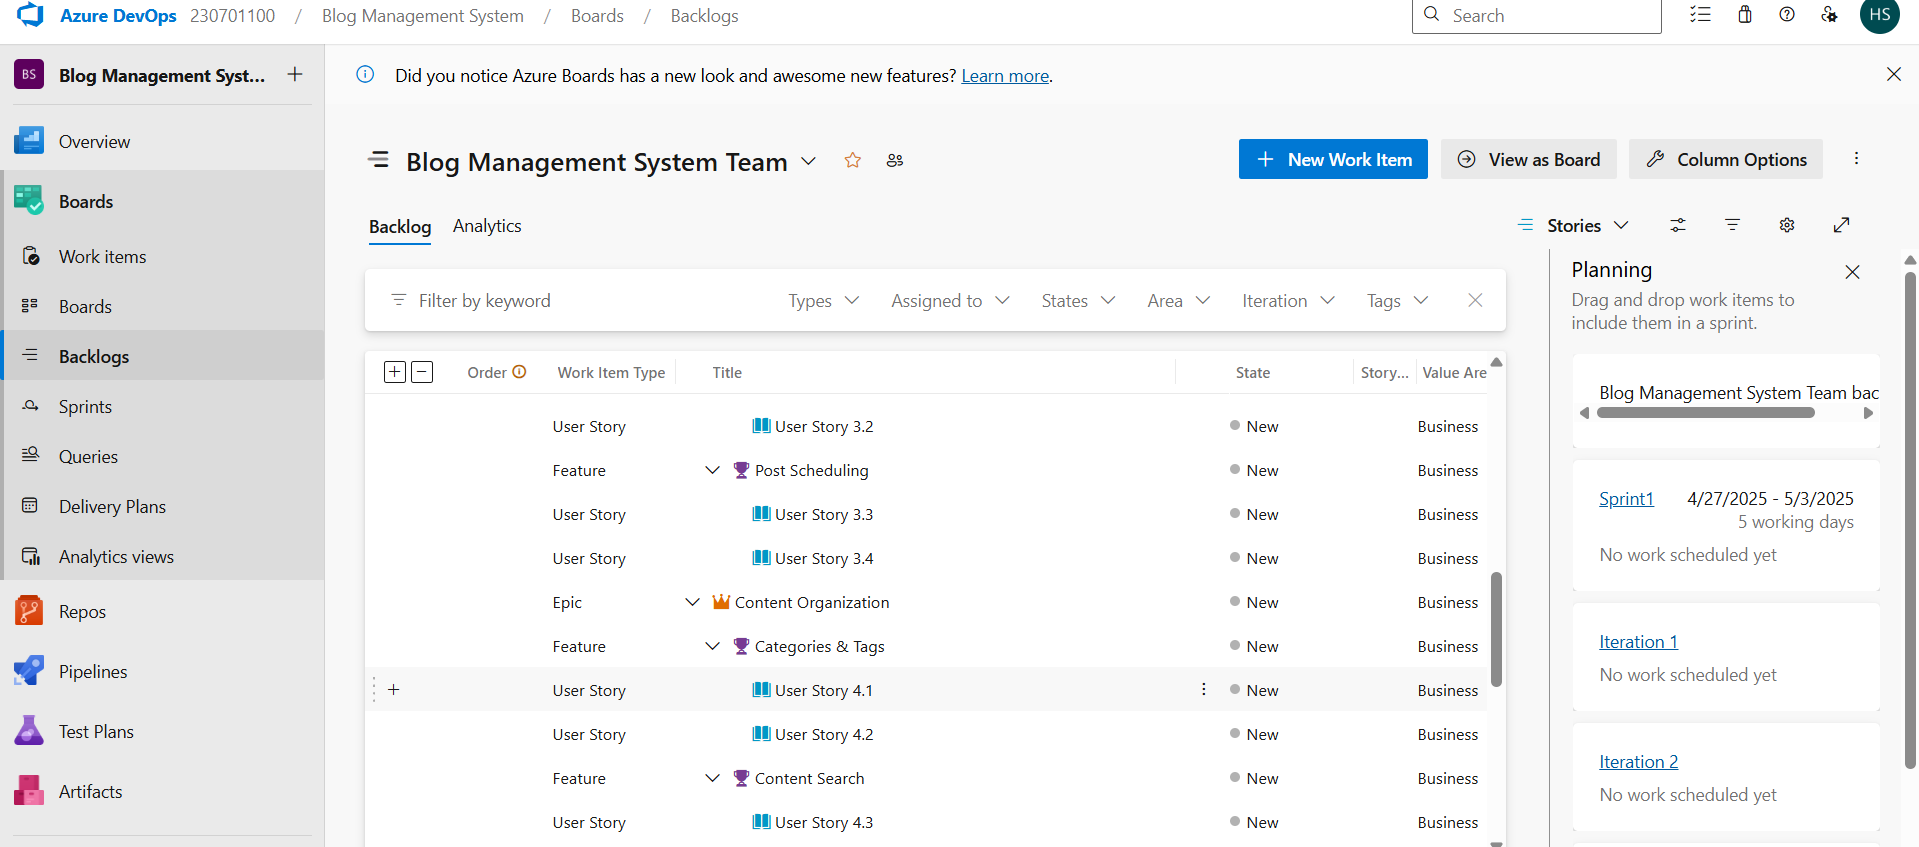 Azure DevOps 230701100 / Blog Management System / Boards / Backlogs
Search
HS
BS Blog Management Syst... +
Did you notice Azure Boards has a new look and awesome new features? Learn more.
Overview
Boards
Work items
Boards
Backlogs
Sprints
Queries
Delivery Plans
Analytics views
Repos
Pipelines
Test Plans
Artifacts
Blog Management System Team
New Work Item
View as Board
Column Options
Backlog Analytics
Stories
Filter by keyword Types Assigned to States Area Iteration Tags
Order Work Item Type Title State Story... Value Are
User Story User Story 3.2 New Business
Feature Post Scheduling New Business
User Story User Story 3.3 New Business
User Story User Story 3.4 New Business
Epic Content Organization New Business
Feature Categories & Tags New Business
User Story User Story 4.1 New Business
User Story User Story 4.2 New Business
Feature Content Search New Business
User Story User Story 4.3 New Business
Planning
Drag and drop work items to
include them in a sprint.
Blog Management System Team bac
Sprint1 4/27/2025 - 5/3/2025
5 working days
No work scheduled yet
Iteration 1
No work scheduled yet
Iteration 2
No work scheduled yet